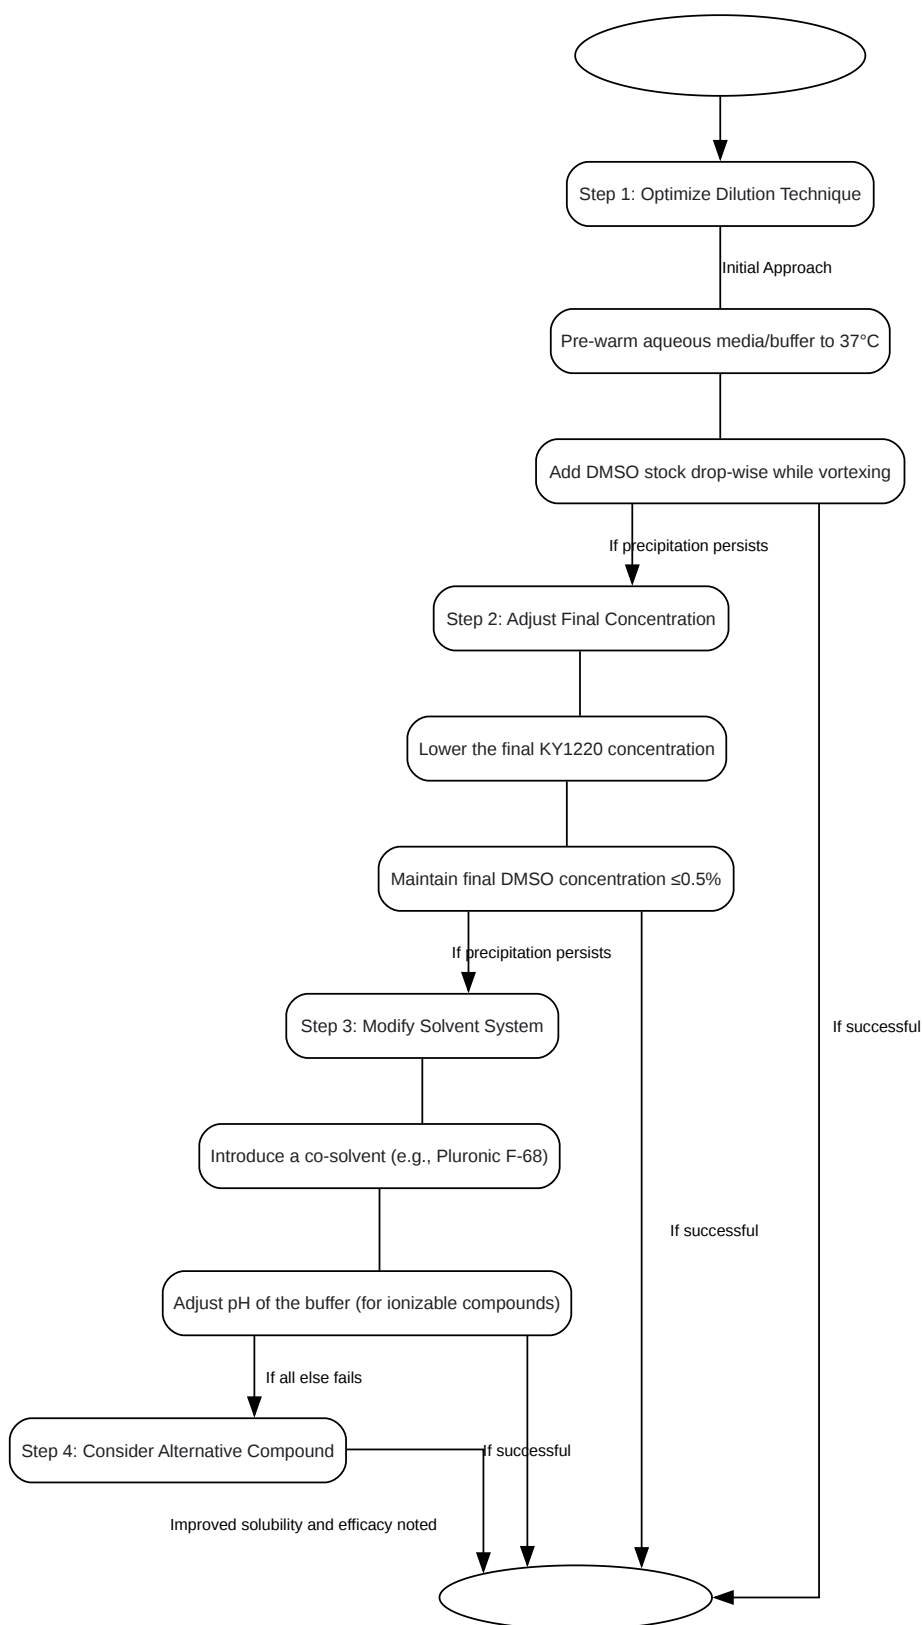 Step 1: Optimize Dilution Technique
Initial Approach
Pre-warm aqueous media/buffer to 37°C
Add DMSO stock drop-wise while vortexing
If precipitation persists
Step 2: Adjust Final Concentration
Lower the final KY1220 concentration
Maintain final DMSO concentration ≤0.5%
If precipitation persists
Step 3: Modify Solvent System
If successful
Introduce a co-solvent (e.g., Pluronic F-68)
If successful
Adjust pH of the buffer (for ionizable compounds)
If all else fails
Step 4: Consider Alternative Compound
If successful
Improved solubility and efficacy noted